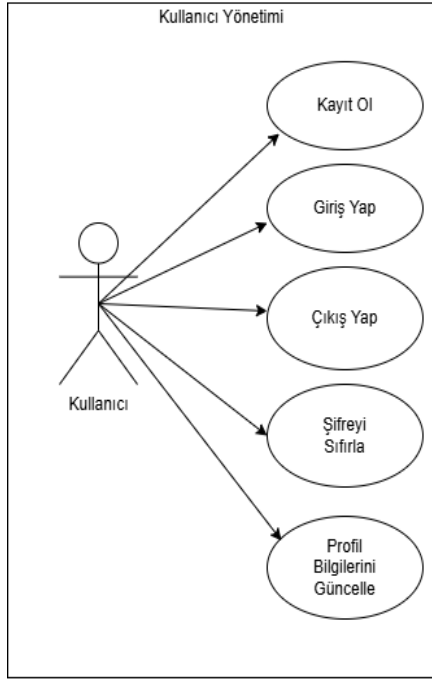 Kullanıcı Yönetimi
Kayıt Ol
Giriş Yap
Çıkış Yap
Kullanıcı
Şifreyi
Sıfırla
Profil
Bilgilerini
Güncelle